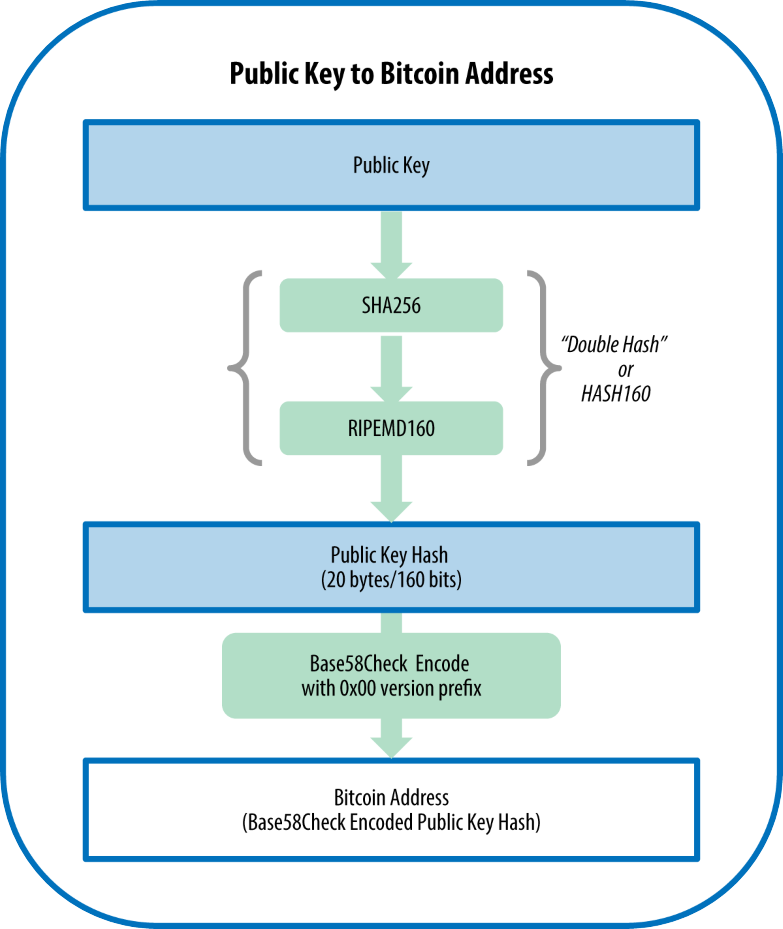 Public Key to Bitcoin Address
Public Key
SHA256
“Double Hash”
or
HASH160
RIPEMD160
Public Key Hash
(20 bytes/160 bits)
Base58Check Encode
with 0x00 version prefix
Bitcoin Address
(Base58Check Encoded Public Key Hash)